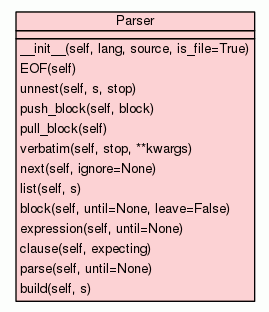 Parser
__init__(self, lang, source, is_file=True)
EOF(self)
unnest(self, s, stop)
push_block(self, block)
pull_block(self)
verbatim(self, stop, **kwargs)
next(self, ignore=None)
list(self, s)
block(self, until=None, leave=False)
expression(self, until=None)
clause(self, expecting)
parse(self, until=None)
build(self, s)